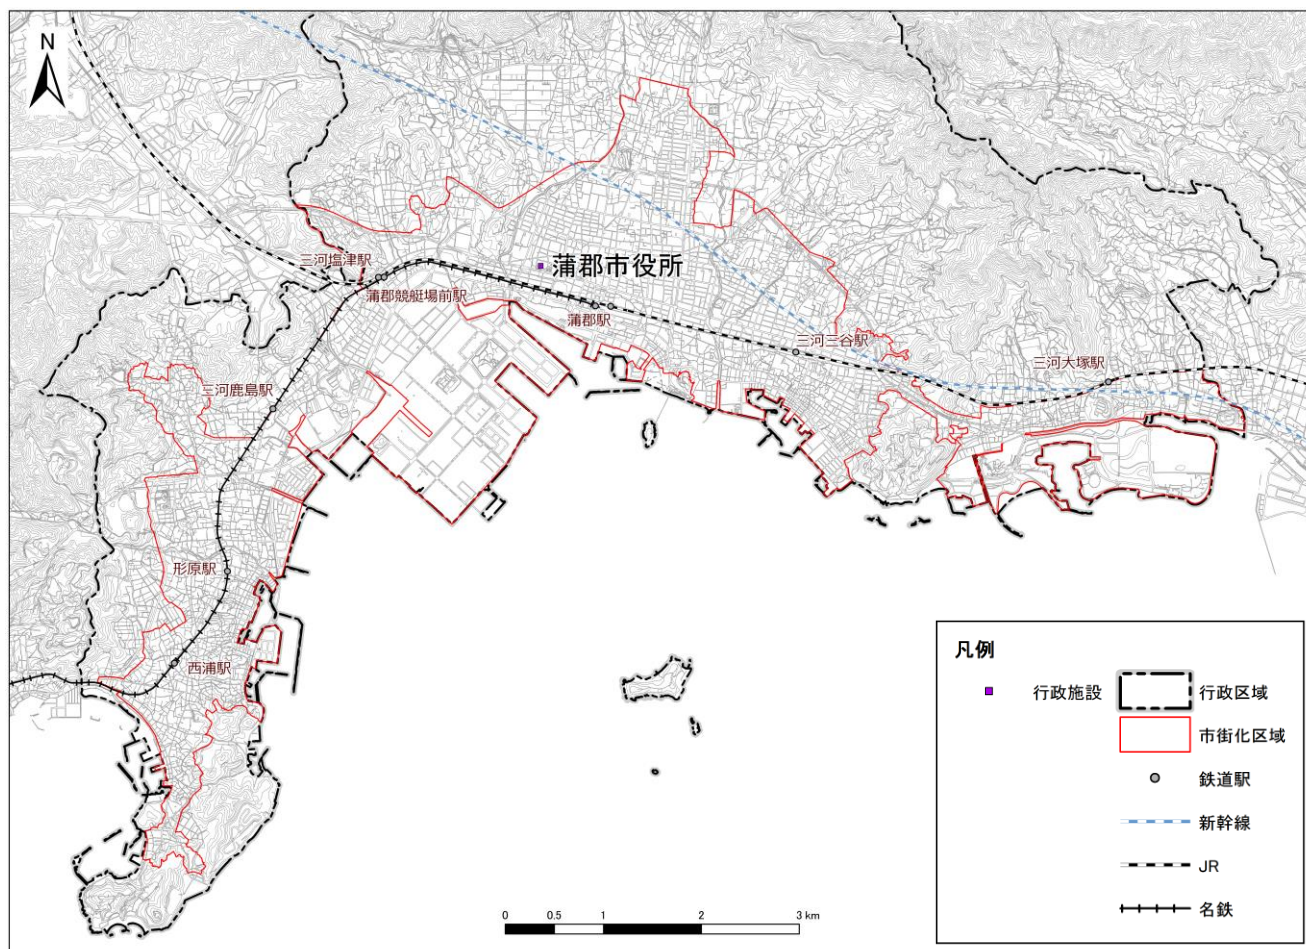 N
三河塩津駅
蒲郡競艇場前駅
蒲郡市役所
蒲郡駅
三河三谷駅
三河大塚駅
三河鹿島駅
形原駅
西浦駅
凡例
行政施設
行政区域
市街化区域
鉄道駅
新幹線
JR
名鉄
0 0.5 1 2 3 km